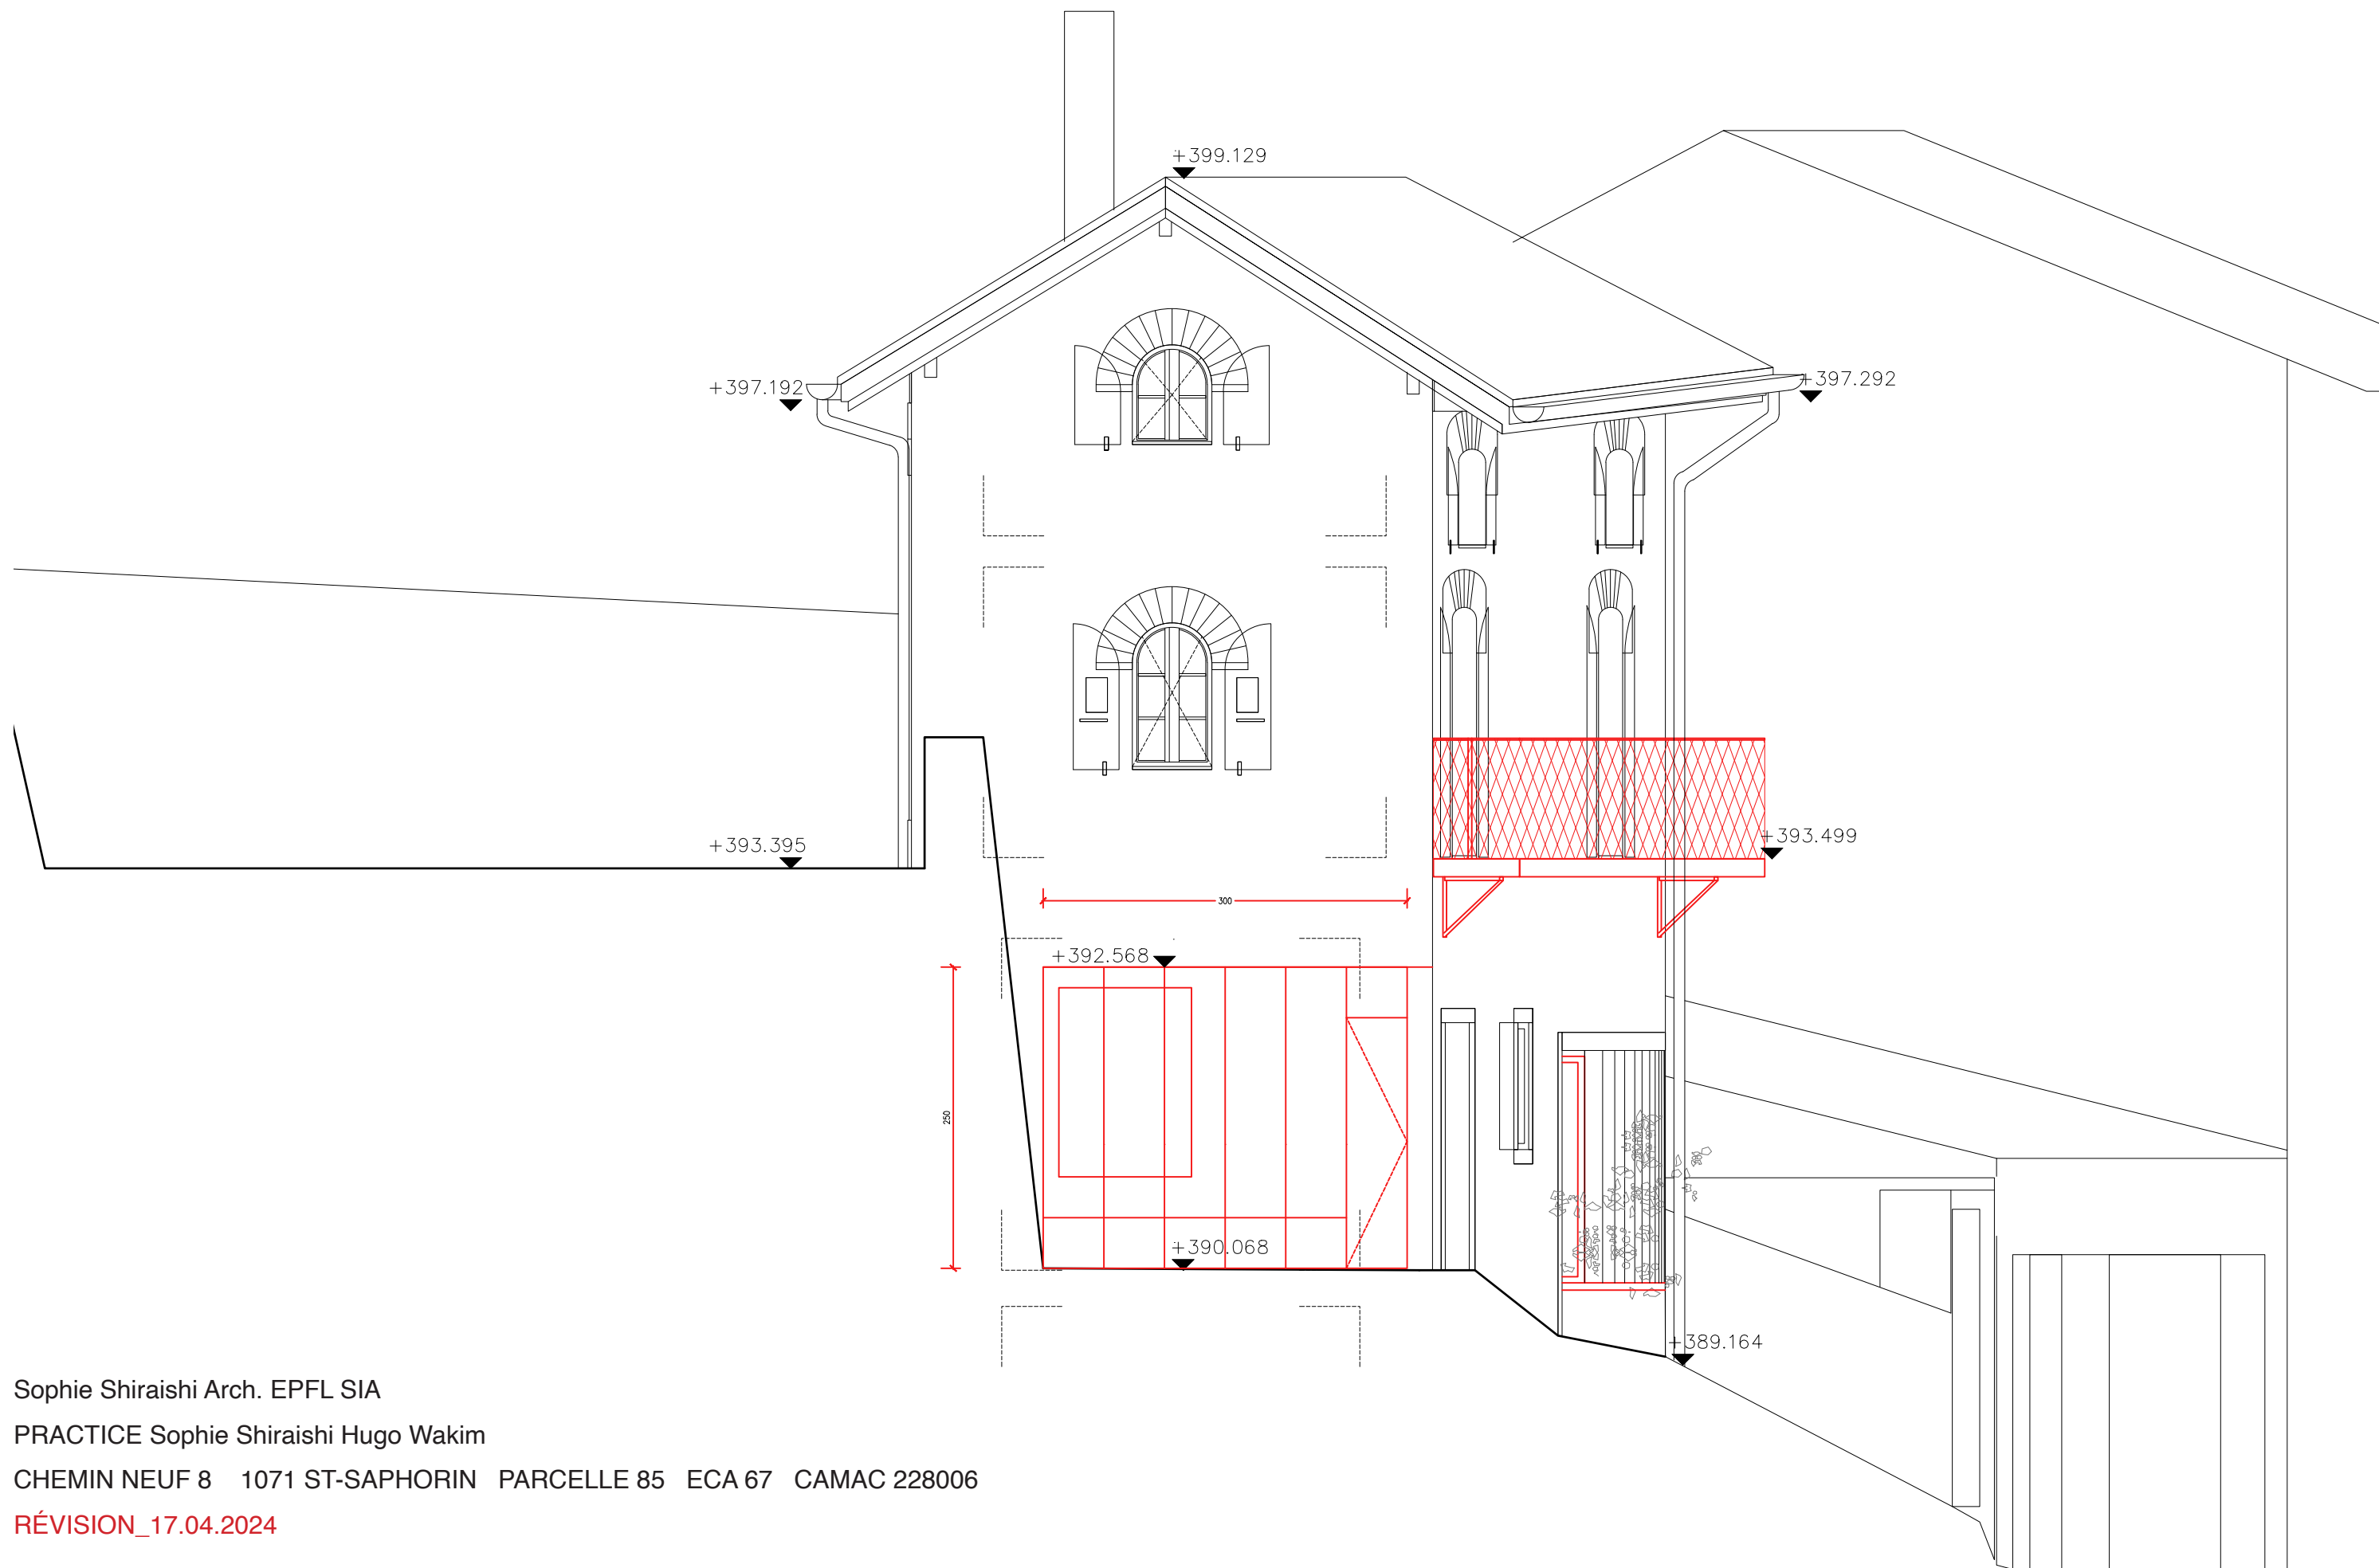 +399.129
+397.192
+397.292
+393.395
+393.499
300
+392.568
250
+390.068
+389.164
Sophie Shiraishi Arch. EPFL SIA
PRACTICE Sophie Shiraishi Hugo Wakim
CHEMIN NEUF 8 1071 ST-SAPHORIN PARCELLE 85 ECA 67 CAMAC 228006
RÉVISION_17.04.2024